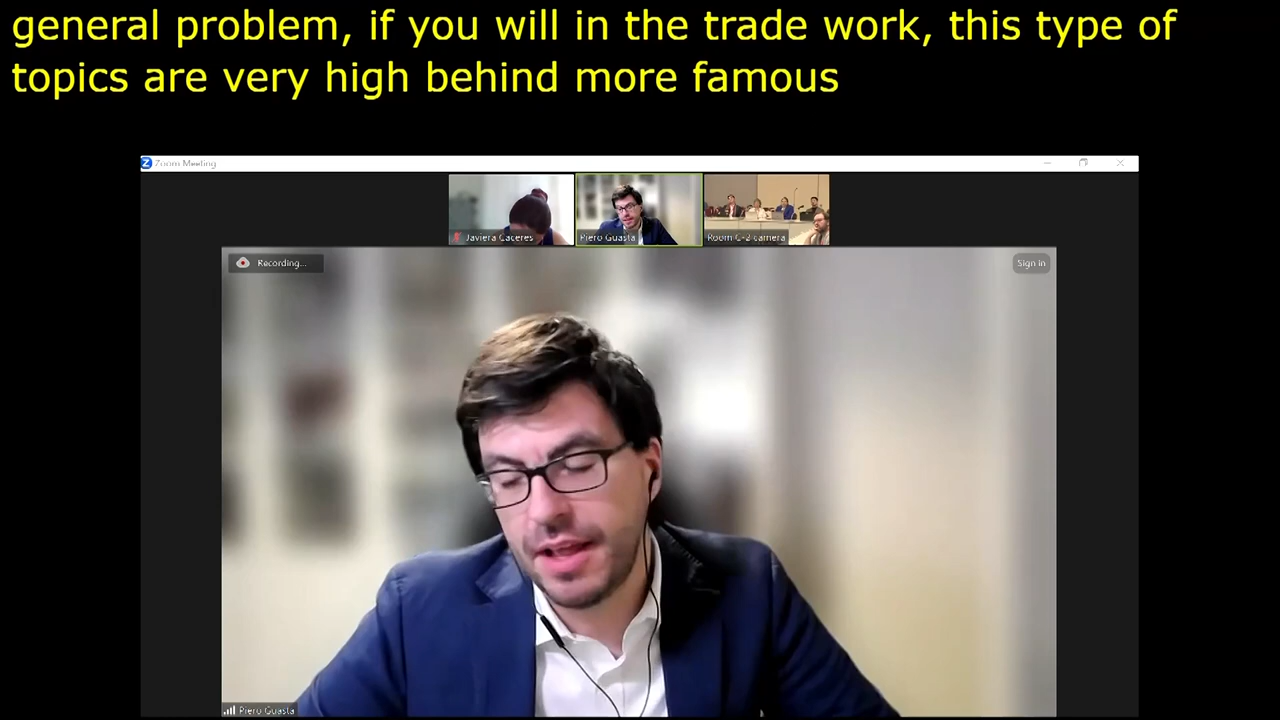 general problem, if you will in the trade work, this type of
topics are very high behind more famous
Zoom Meeting
Javiera Caceres
Piero Guasta
Room C-2 camera
Recording...
Sign in
Piero Guasta